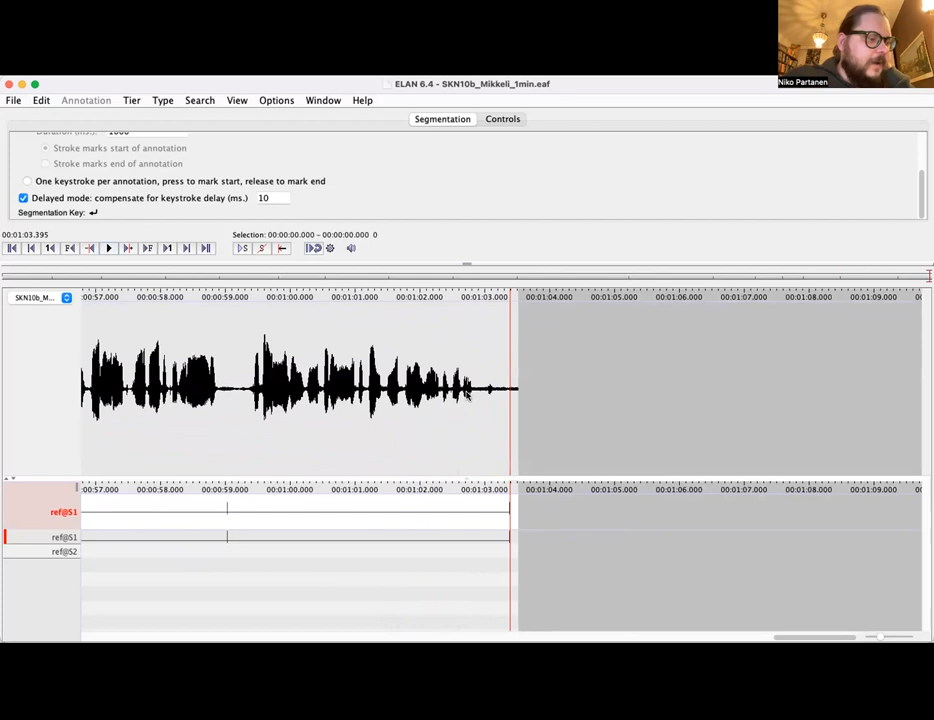 Niko Partanen
ELAN 6.4 - SKN10b_Mikkeli_1min.eaf
File Edit Annotation Tier Type Search View Options Window Help
Segmentation Controls
Duration (ms.): 1000
Stroke marks start of annotation
Stroke marks end of annotation
One keystroke per annotation, press to mark start, release to mark end
Delayed mode: compensate for keystroke delay (ms.) 10
Segmentation Key:
00:01:03.395 Selection: 00:00:00.000 - 00:00:00.000 0
SKN10b_M... :00:57.000 00:00:58.000 00:00:59.000 00:01:00.000 00:01:01.000 00:01:02.000 00:01:03.000 00:01:04.000 00:01:05.000 00:01:06.000 00:01:07.000 00:01:08.000 00:01:09.000
:00:57.000 00:00:58.000 00:00:59.000 00:01:00.000 00:01:01.000 00:01:02.000 00:01:03.000 00:01:04.000 00:01:05.000 00:01:06.000 00:01:07.000 00:01:08.000 00:01:09.000
ref@S1
ref@S1
ref@S2